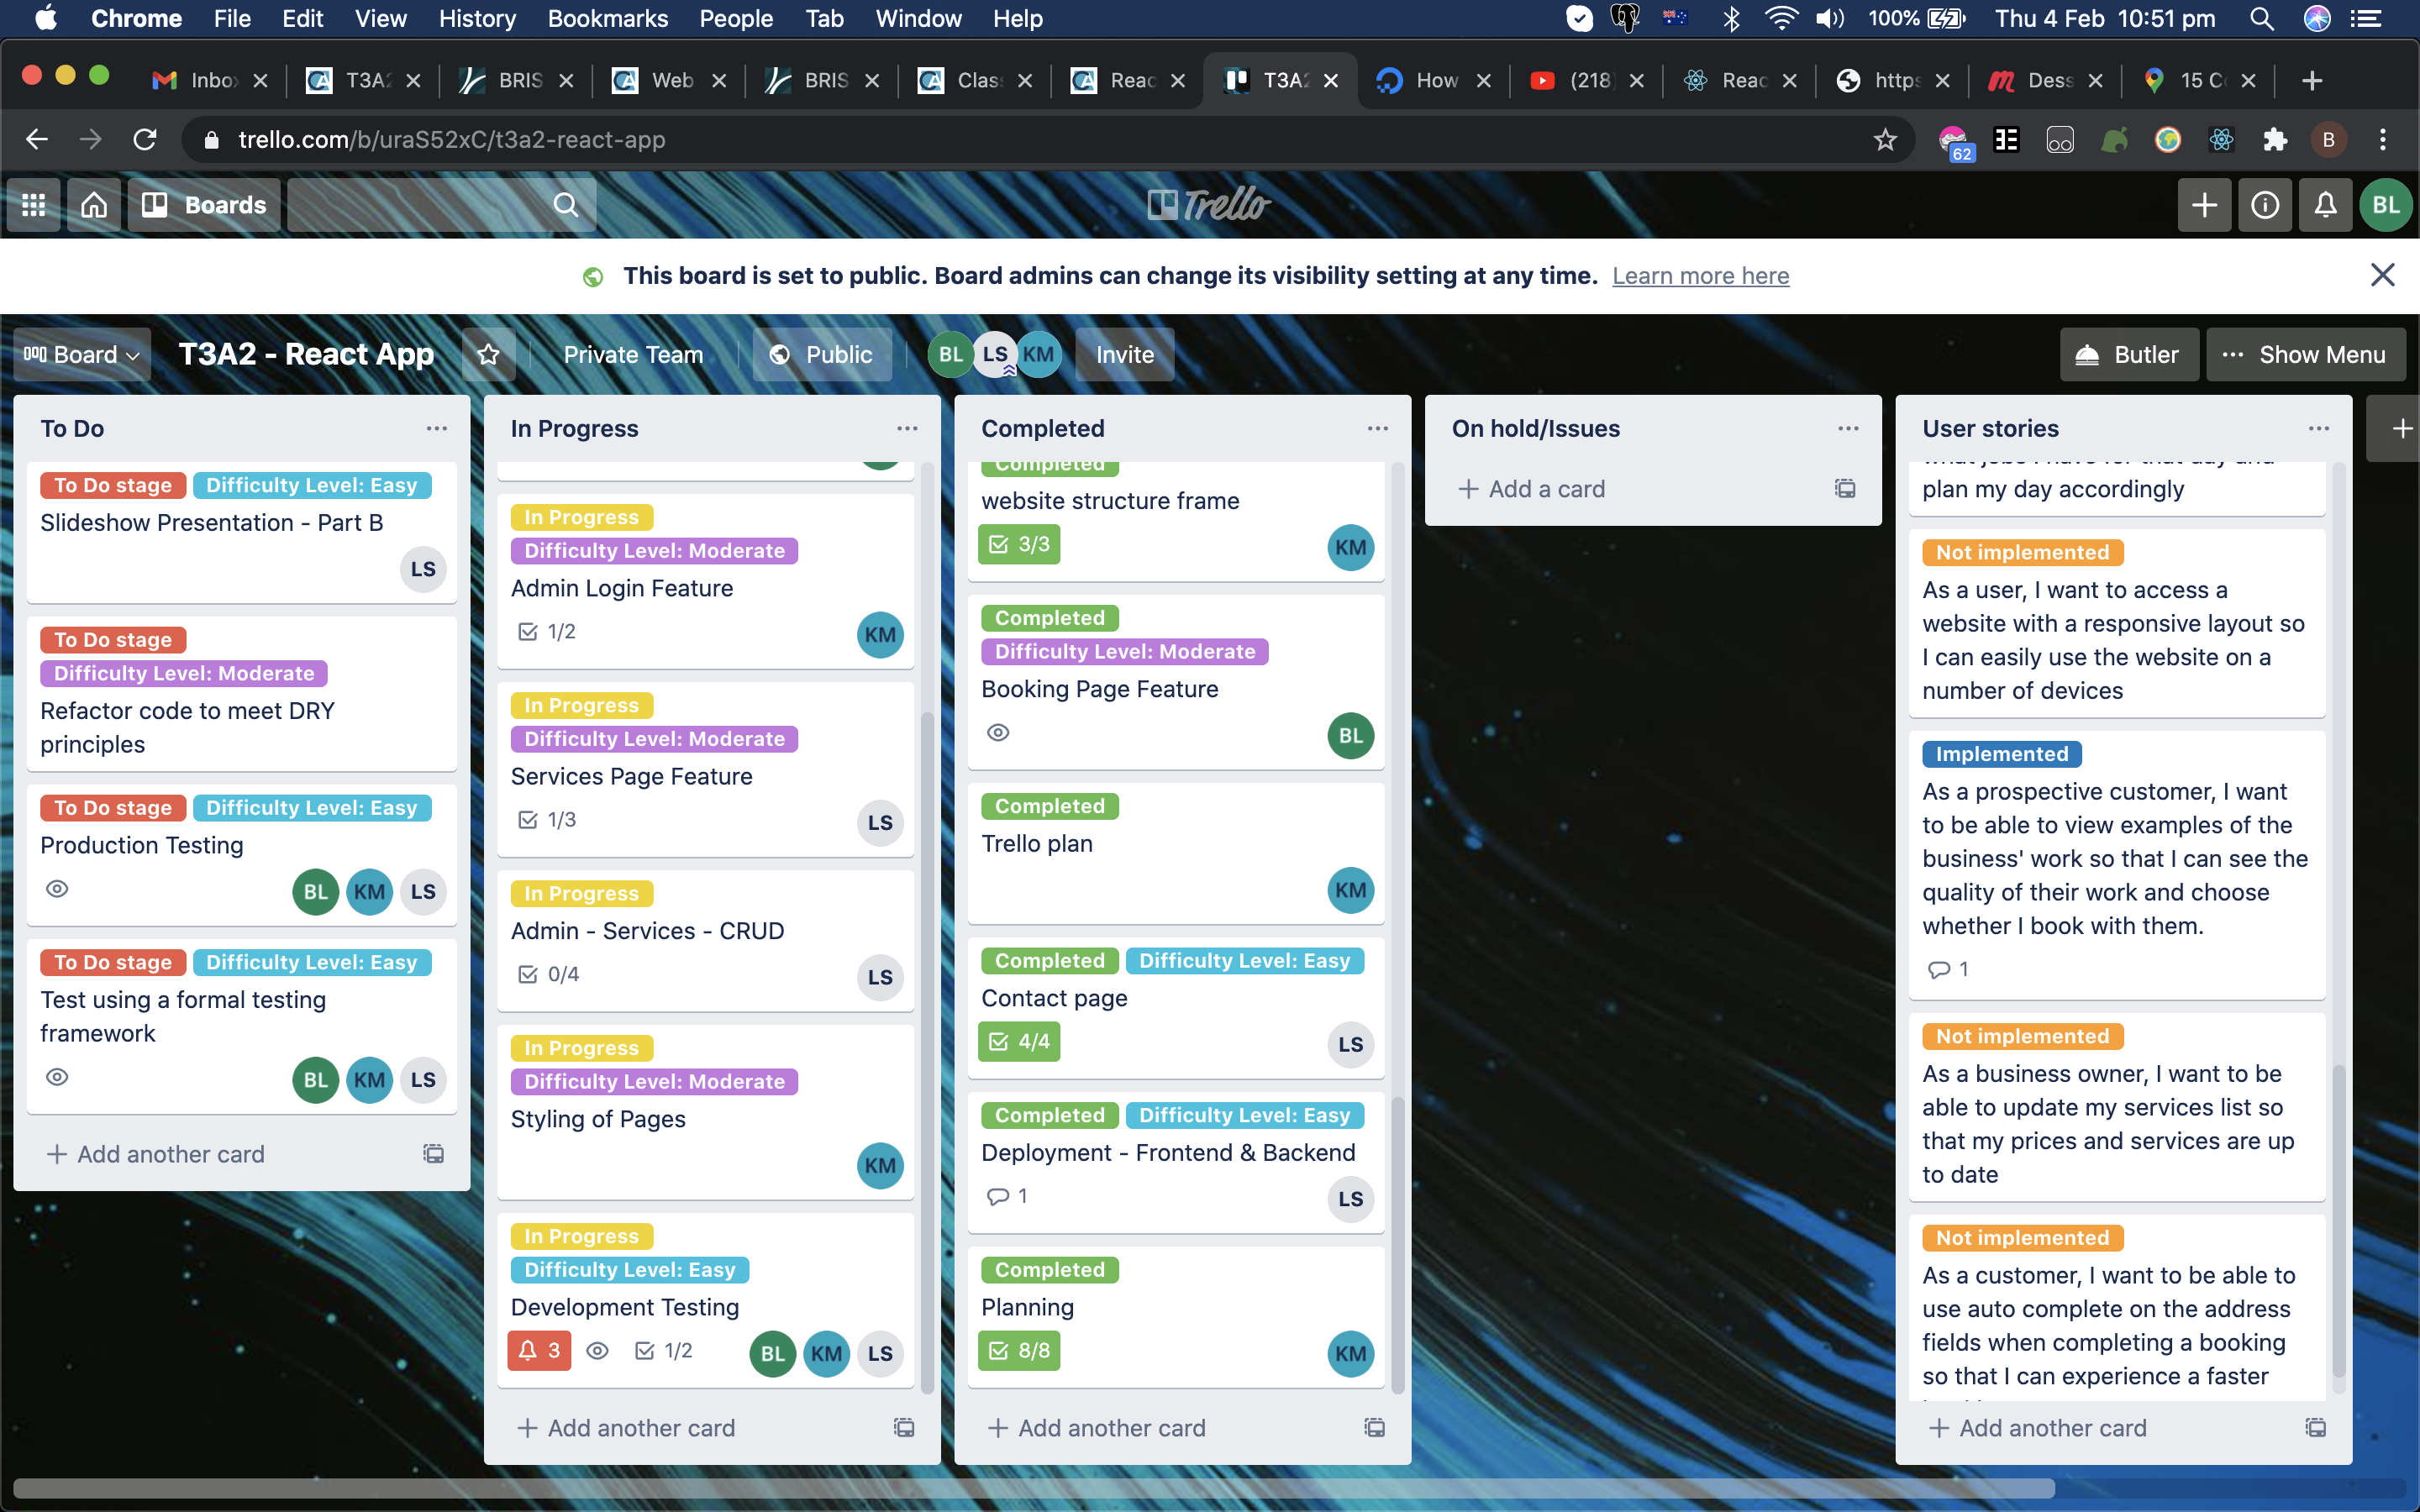 Chrome File Edit View History Bookmarks People Tab Window Help 100% Thu 4 Feb 10:51 pm
Inbox T3A2 BRIS Web BRIS Class Reac T3A2 How (218) Reac https Dess 15 C
trello.com/b/uraS52xC/t3a2-react-app 62 B
Boards Trello BL
This board is set to public. Board admins can change its visibility setting at any time. Learn more here
Board T3A2 - React App Private Team Public BL LS KM Invite Butler ... Show Menu
To Do
To Do stage Difficulty Level: Easy
Slideshow Presentation - Part B
LS
To Do stage
Difficulty Level: Moderate
Refactor code to meet DRY
principles
To Do stage Difficulty Level: Easy
Production Testing
BL KM LS
To Do stage Difficulty Level: Easy
Test using a formal testing
framework
BL KM LS
+ Add another card
In Progress
In Progress
Difficulty Level: Moderate
Admin Login Feature
1/2 KM
In Progress
Difficulty Level: Moderate
Services Page Feature
1/3 LS
In Progress
Admin - Services - CRUD
0/4 LS
In Progress
Difficulty Level: Moderate
Styling of Pages
KM
In Progress
Difficulty Level: Easy
Development Testing
3 1/2 BL KM LS
+ Add another card
Completed
Completed
website structure frame
3/3 KM
Completed
Difficulty Level: Moderate
Booking Page Feature
BL
Completed
Trello plan
KM
Completed Difficulty Level: Easy
Contact page
4/4 LS
Completed Difficulty Level: Easy
Deployment - Frontend & Backend
1 LS
Completed
Planning
8/8 KM
+ Add another card
On hold/Issues
+ Add a card
User stories
what jobs I have for that day and
plan my day accordingly
Not implemented
As a user, I want to access a
website with a responsive layout so
I can easily use the website on a
number of devices
Implemented
As a prospective customer, I want
to be able to view examples of the
business' work so that I can see the
quality of their work and choose
whether I book with them.
1
Not implemented
As a business owner, I want to be
able to update my services list so
that my prices and services are up
to date
Not implemented
As a customer, I want to be able to
use auto complete on the address
fields when completing a booking
so that I can experience a faster
+ Add another card